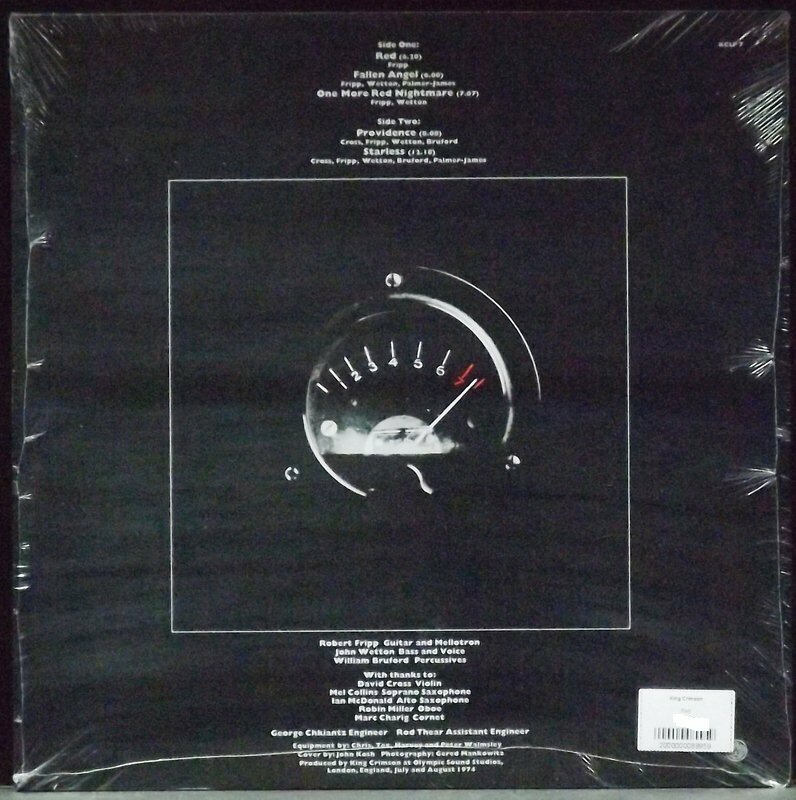 Side One:
KCLP 7
Red (6.20)
Fripp
Fallen Angel (6.00)
Fripp, Wetton, Palmer-James
One More Red Nightmare (7.07)
Fripp, Wetton
Side Two:
Providence (8.08)
Cross, Fripp, Wetton, Bruford
Starless (12.18)
Cross, Fripp, Wetton, Bruford, Palmer-James
2 3 4 5 6 7
Robert Fripp Guitar and Mellotron
John Wetton Bass and Voice
William Bruford Percussives
With thanks to:
David Cross Violin
Mel Collins Soprano Saxophone
Ian McDonald Alto Saxophone
Robin Miller Oboe
Marc Charig Cornet
George Chkiantz Engineer Rod Thear Assistant Engineer
Equipment by: Chris, Tex, Harvey and Peter Walmsley
Cover by: John Kosh Photography: Gered Mankowitz
Produced by King Crimson at Olympic Sound Studios,
London, England, July and August 1974
King Crimson
Red